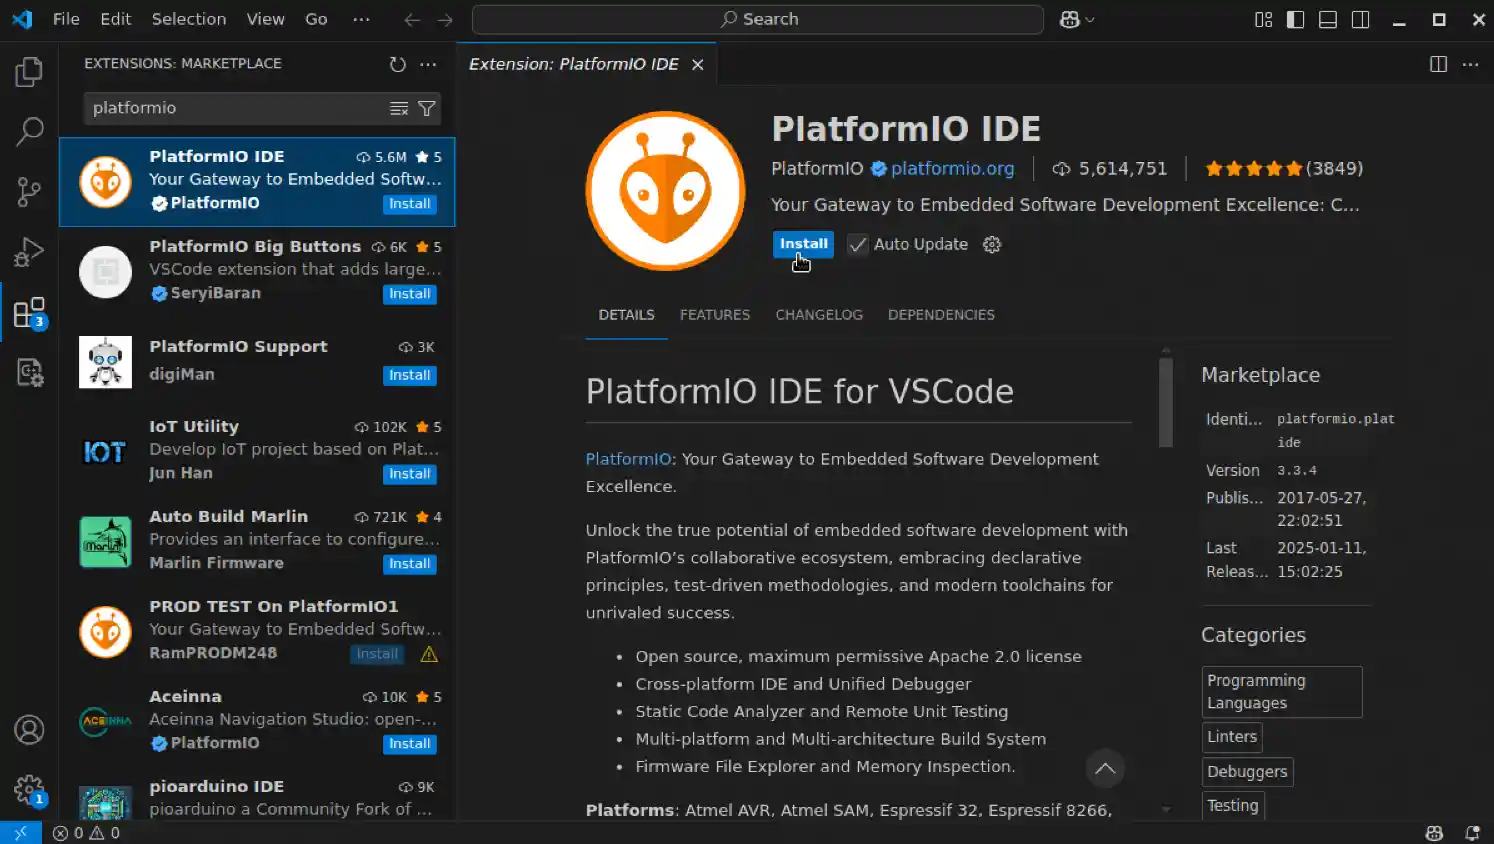 File Edit Selection View Go ···
Search
EXTENSIONS: MARKETPLACE
platformio
PlatformIO IDE 5.6M 5
Your Gateway to Embedded Softw...
PlatformIO Install
PlatformIO Big Buttons 6K 5
VSCode extension that adds large...
SeryiBaran Install
PlatformIO Support 3K
digiMan Install
IoT Utility 102K 5
IOT
Develop IoT project based on Plat...
Jun Han Install
Auto Build Marlin 721K 4
Marlin
Provides an interface to configure...
Marlin Firmware Install
PROD TEST On PlatformIO1
Your Gateway to Embedded Softw...
RamPRODM248 Install
Aceinna 10K 5
ACEINNA
Aceinna Navigation Studio: open-...
PlatformIO Install
pioarduino IDE 9K
pioarduino a Community Fork of ...
3
1
0 0
Extension: PlatformIO IDE
PlatformIO IDE
PlatformIO platformio.org 5,614,751 (3849)
Your Gateway to Embedded Software Development Excellence: C...
Install Auto Update
DETAILS FEATURES CHANGELOG DEPENDENCIES
PlatformIO IDE for VSCode
PlatformIO: Your Gateway to Embedded Software Development
Excellence.
Unlock the true potential of embedded software development with
PlatformIO’s collaborative ecosystem, embracing declarative
principles, test-driven methodologies, and modern toolchains for
unrivaled success.
• Open source, maximum permissive Apache 2.0 license
• Cross-platform IDE and Unified Debugger
• Static Code Analyzer and Remote Unit Testing
• Multi-platform and Multi-architecture Build System
• Firmware File Explorer and Memory Inspection.
Platforms: Atmel AVR, Atmel SAM, Espressif 32, Espressif 8266,
Marketplace
Identi... platformio.plat
ide
Version 3.3.4
Publis... 2017-05-27,
22:02:51
Last 2025-01-11,
Releas... 15:02:25
Categories
Programming
Languages
Linters
Debuggers
Testing